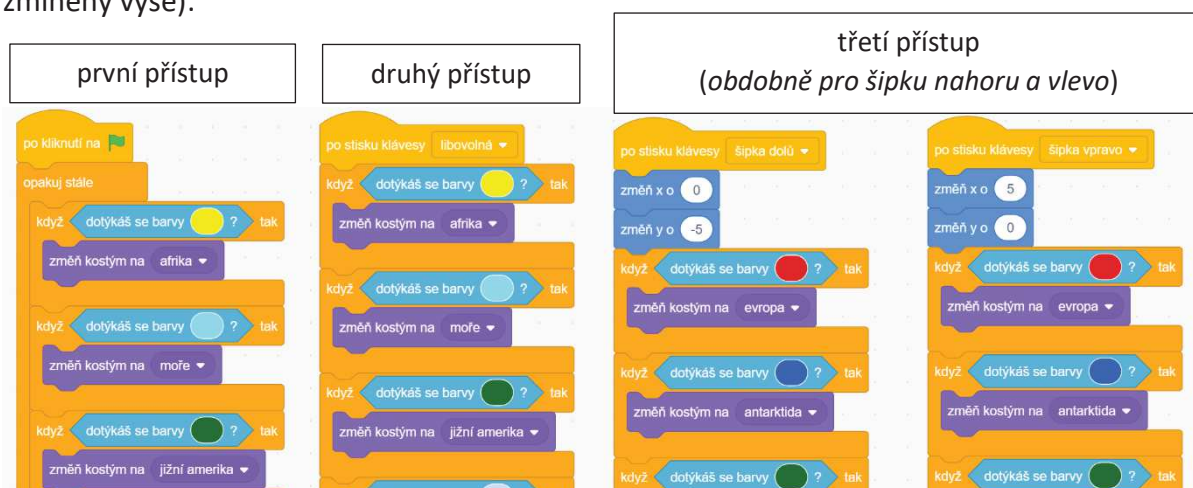 zmíněný výše).
první přístup
druhý přístup
třetí přístup
(obdobně pro šipku nahoru a vlevo)
po kliknutí na
opakuj stále
když dotýkáš se barvy ? tak
změň kostým na afrika
když dotýkáš se barvy ? tak
změň kostým na moře
když dotýkáš se barvy ? tak
změň kostým na jižní amerika
po stisku klávesy libovolná
když dotýkáš se barvy ? tak
změň kostým na afrika
když dotýkáš se barvy ? tak
změň kostým na moře
když dotýkáš se barvy ? tak
změň kostým na jižní amerika
po stisku klávesy šipka dolů
změň x o 0
změň y o -5
když dotýkáš se barvy ? tak
změň kostým na evropa
když dotýkáš se barvy ? tak
změň kostým na antarktida
když dotýkáš se barvy ? tak
po stisku klávesy šipka vpravo
změň x o 5
změň y o 0
když dotýkáš se barvy ? tak
změň kostým na evropa
když dotýkáš se barvy ? tak
změň kostým na antarktida
když dotýkáš se barvy ? tak